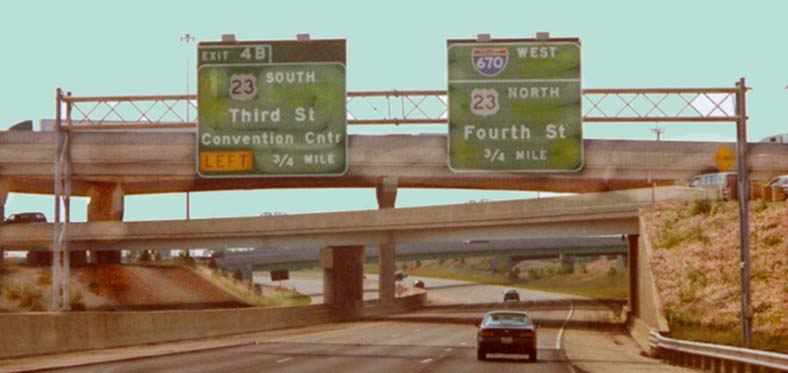 EXIT 4B
23 SOUTH
Third St
Convention Cntr
LEFT 3/4 MILE
670 WEST
23 NORTH
Fourth St
3/4 MILE